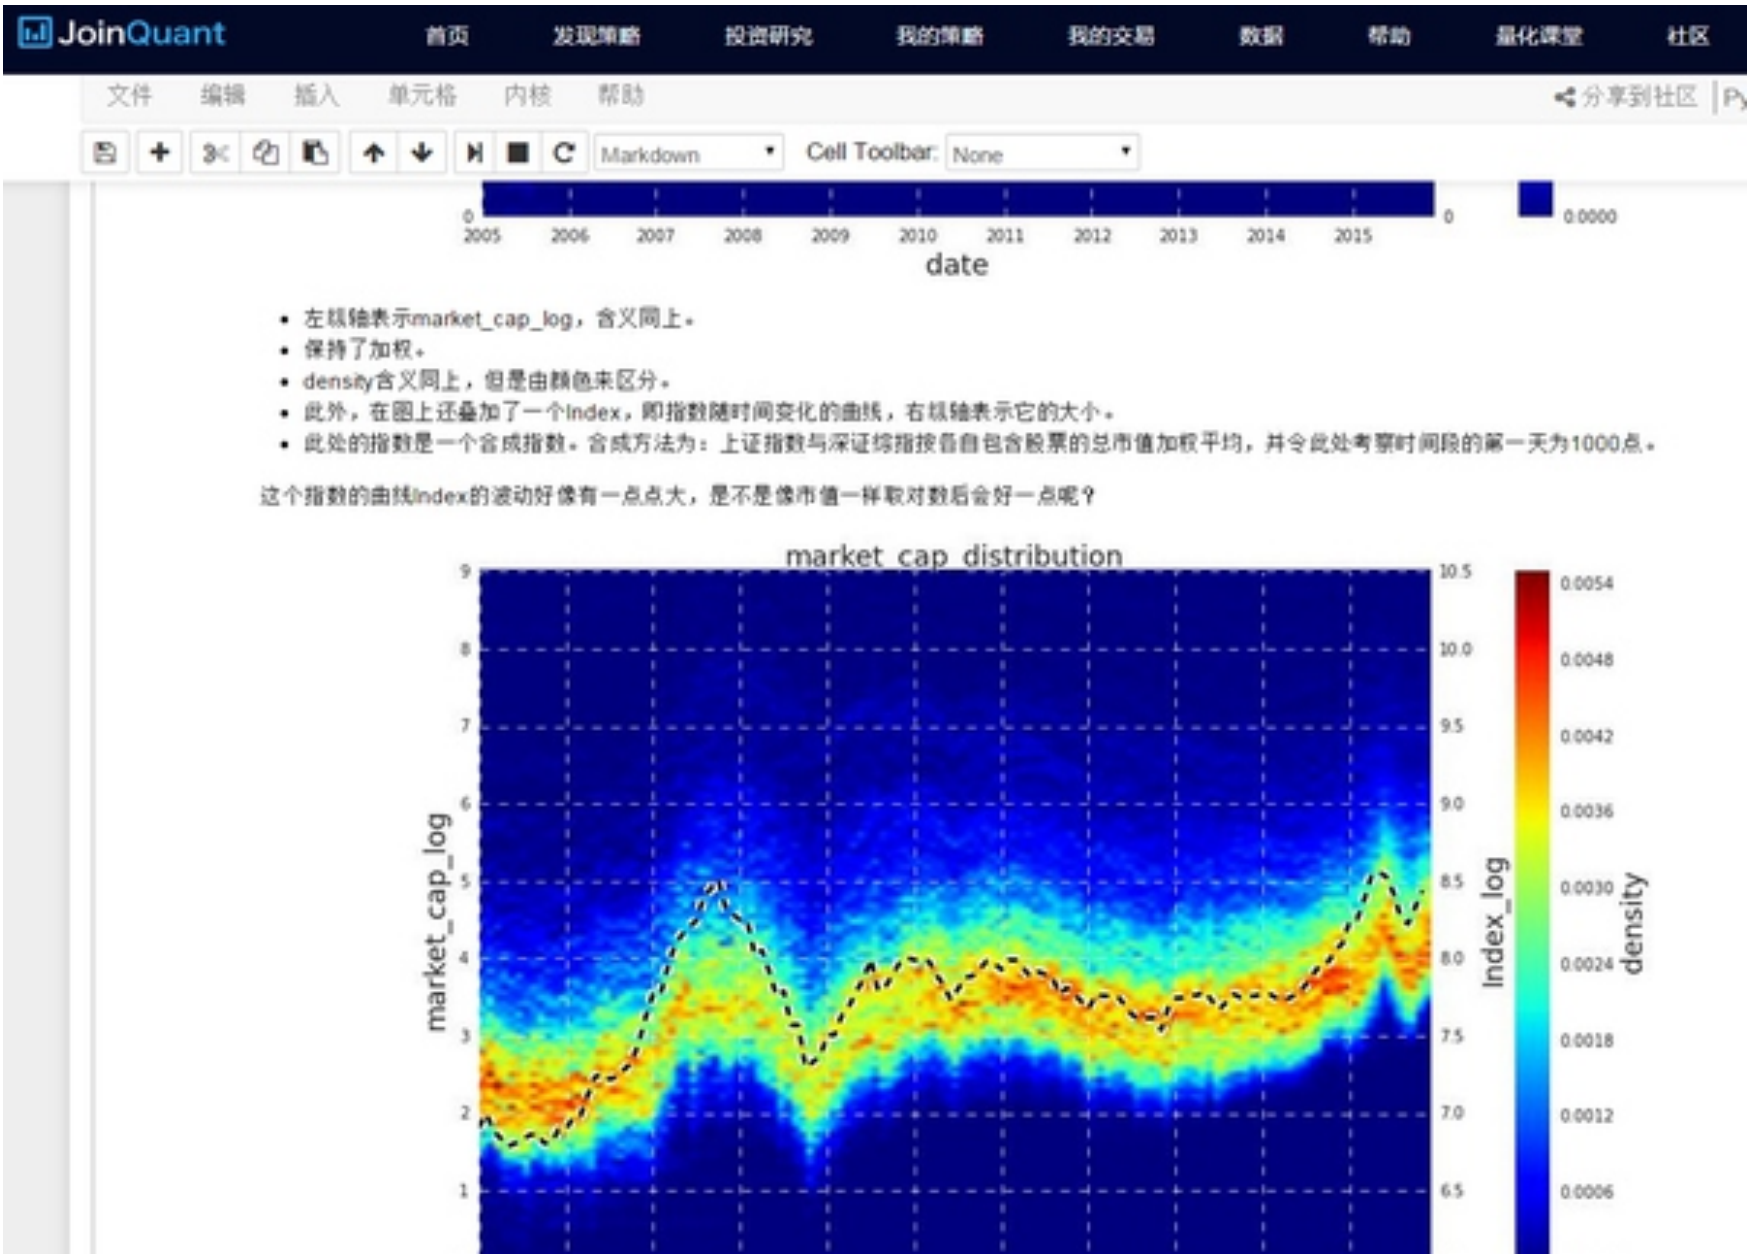 JoinQuant 首页 发现策略 投资研究 我的策略 我的交易 数据 帮助 量化课堂 社区
文件 编辑 插入 单元格 内核 帮助 分享到社区 Py
Markdown Cell Toolbar: None
0 0 0.0000
2005 2006 2007 2008 2009 2010 2011 2012 2013 2014 2015
date
左纵轴表示market_cap_log，含义同上。
保持了加权。
density含义同上，但是由颜色来区分。
此外，在图上还叠加了一个Index，即指数随时间变化的曲线，右纵轴表示它的大小。
此处的指数是一个合成指数。合成方法为：上证指数与深证综指按各自包含股票的总市值加权平均，并令此处考察时间段的第一天为1000点。
这个指数的曲线Index的波动好像有一点点大，是不是像市值一样取对数后会好一点呢？
market_cap_distribution
9 10.5 0.0054
8 10.0 0.0048
7 9.5 0.0042
6 9.0 0.0036
5 8.5 0.0030
4 8.0 0.0024
3 7.5 0.0018
2 7.0 0.0012
1 6.5 0.0006
market_cap_log
Index_log
density